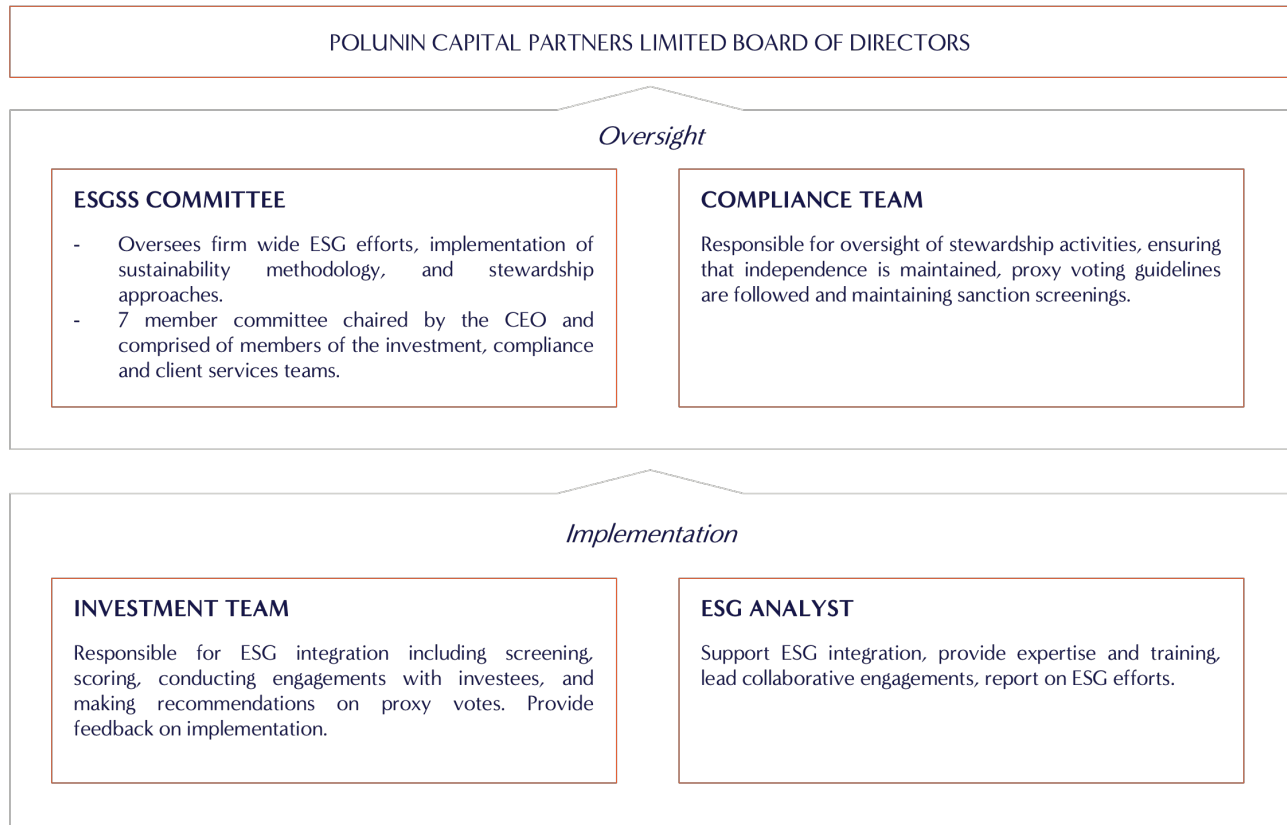 POLUNIN CAPITAL PARTNERS LIMITED BOARD OF DIRECTORS
Oversight
ESGSS COMMITTEE
- Oversees firm wide ESG efforts, implementation of
sustainability methodology, and stewardship
approaches.
- 7 member committee chaired by the CEO and
comprised of members of the investment, compliance
and client services teams.
COMPLIANCE TEAM
Responsible for oversight of stewardship activities, ensuring
that independence is maintained, proxy voting guidelines
are followed and maintaining sanction screenings.
Implementation
INVESTMENT TEAM
Responsible for ESG integration including screening,
scoring, conducting engagements with investees, and
making recommendations on proxy votes. Provide
feedback on implementation.
ESG ANALYST
Support ESG integration, provide expertise and training,
lead collaborative engagements, report on ESG efforts.